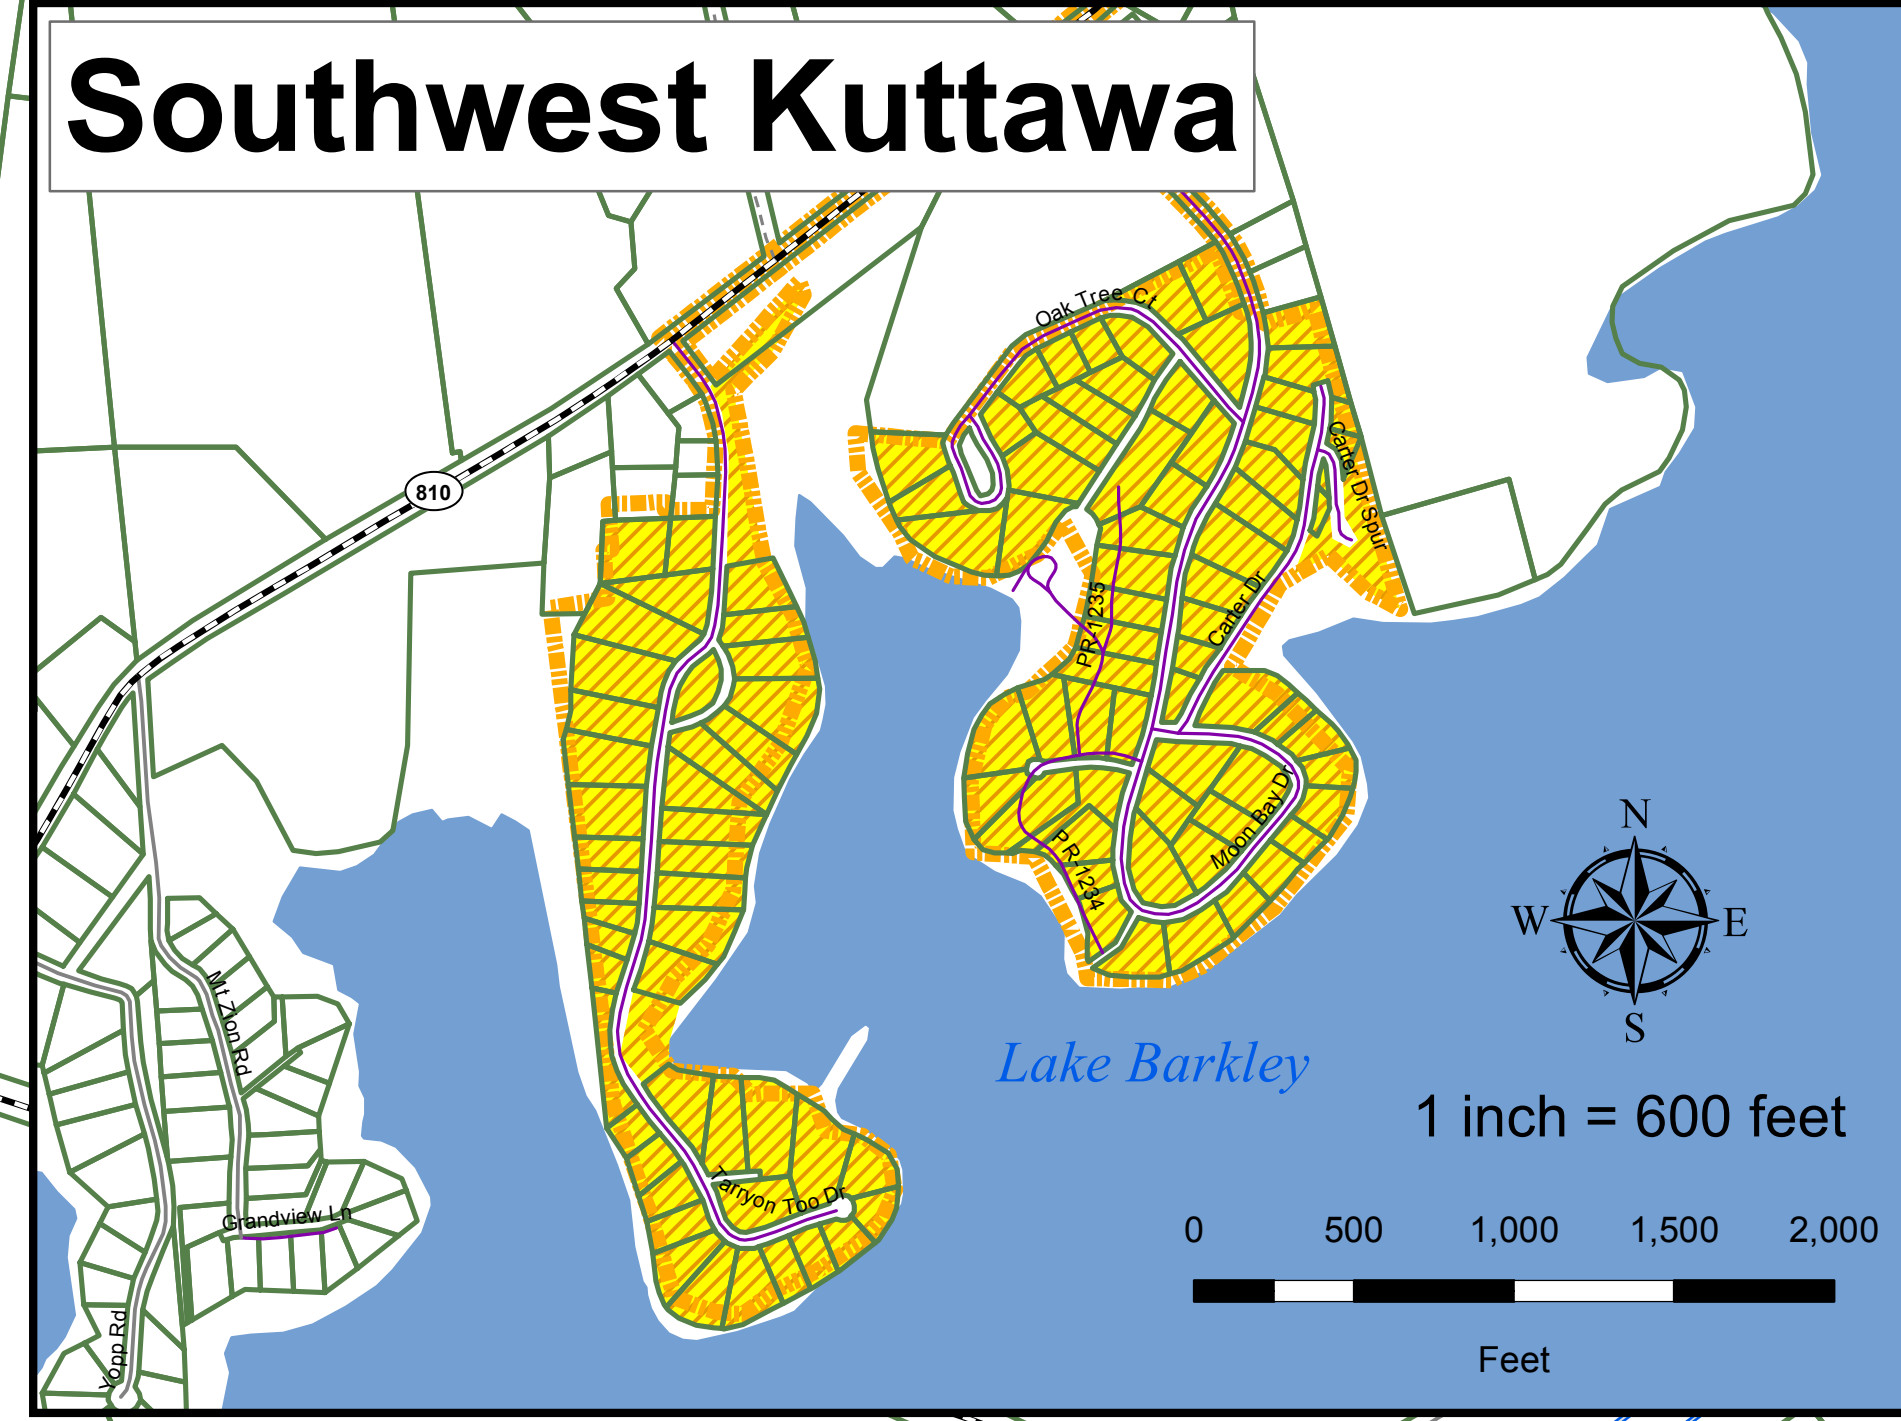 Southwest Kuttawa
Oak Tree Ct
810
Carter Dr Spur
Carter Dr
PR-1235
Moon Bay Dr
PR-1234
N
W E
S
Mt Zion Rd
Lake Barkley
1 inch = 600 feet
Tarryon Too Dr
Grandview Ln
0 500 1,000 1,500 2,000
Yopp Rd
Feet